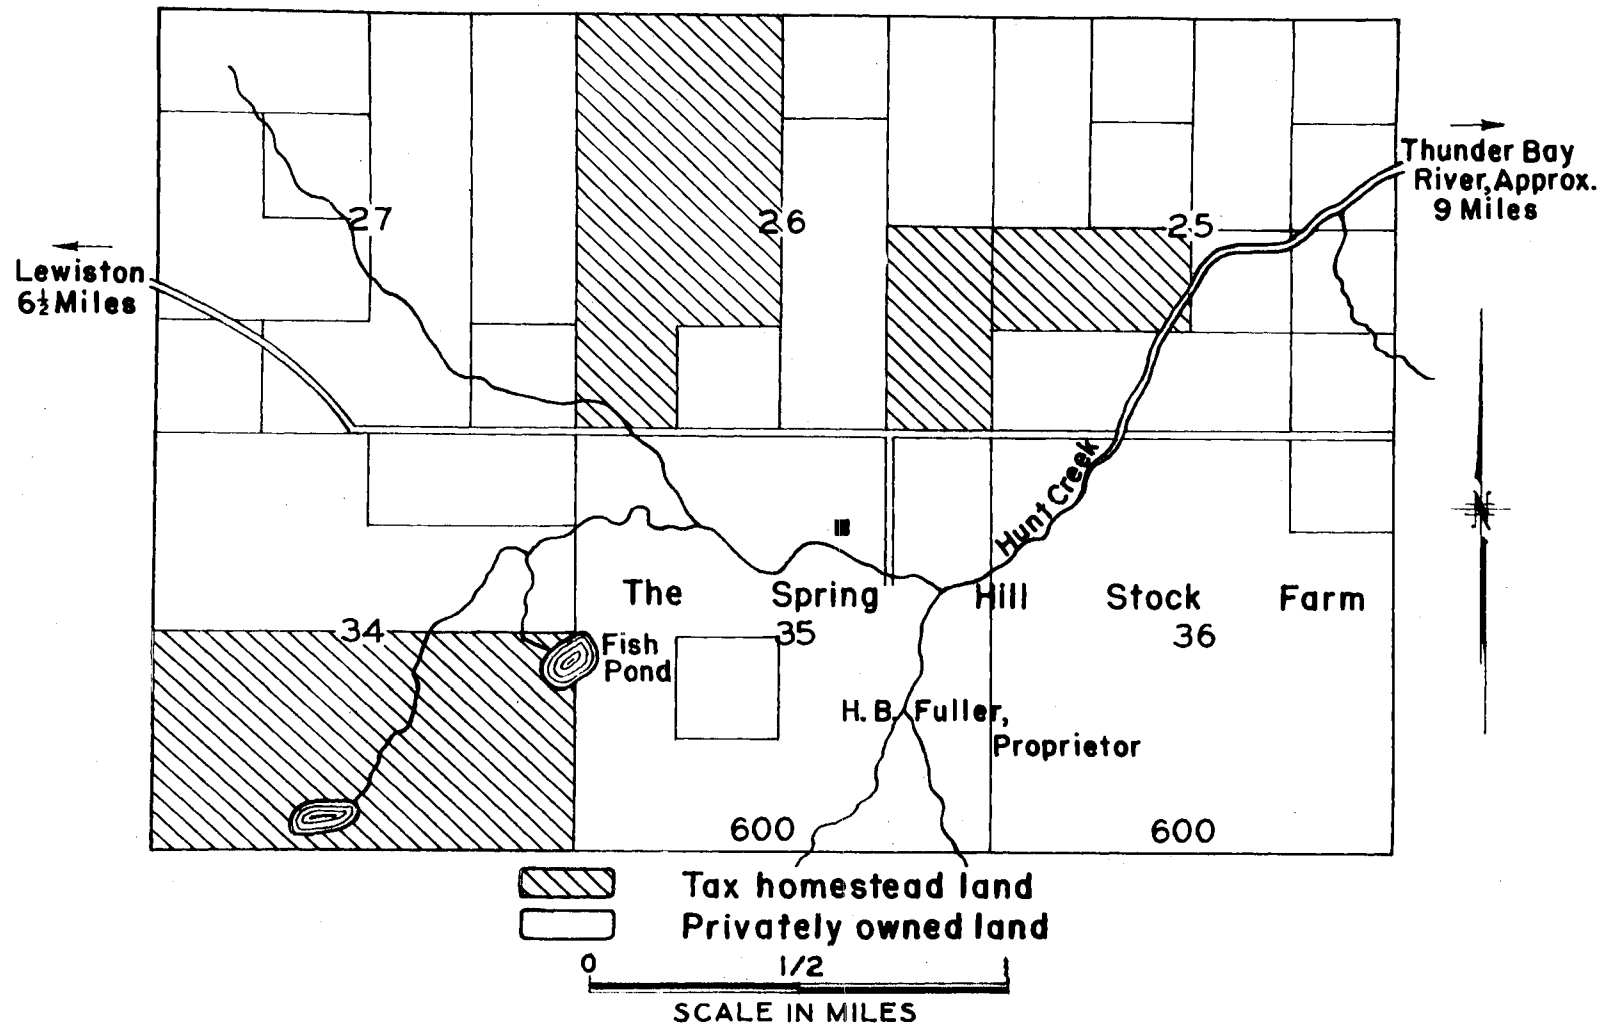 Thunder Bay
River, Approx.
9 Miles
27
26
25
Lewiston
6½ Miles
Hunt Creek
The Spring Hill Stock Farm
34
35
36
Fish
Pond
H. B. Fuller,
Proprietor
600
600
Tax homestead land
Privately owned land
0 1/2
SCALE IN MILES